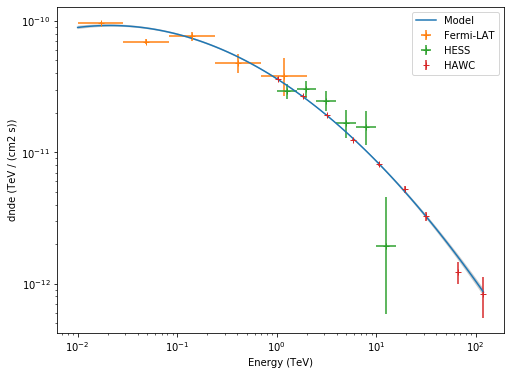 Model
Fermi-LAT
HESS
HAWC
dnde (TeV / (cm2 s))
10⁻¹⁰
10⁻¹¹
10⁻¹²
10⁻²
10⁻¹
10⁰
10¹
10²
Energy (TeV)